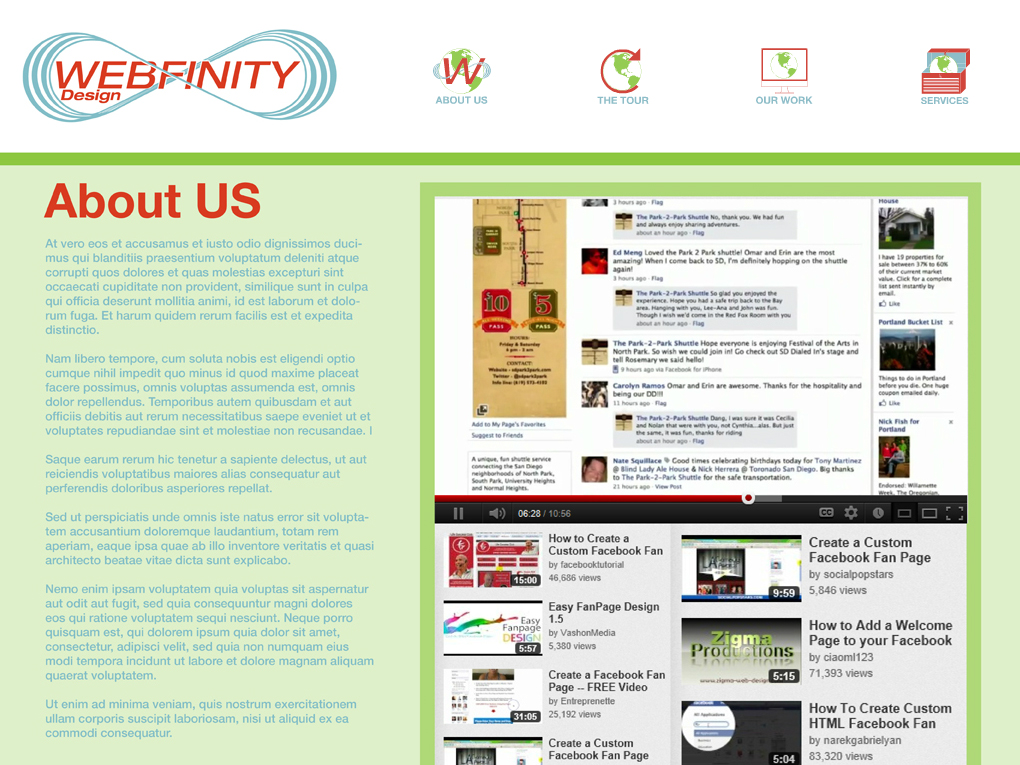 WEBFINITY
Design
W
ABOUT US
THE TOUR
OUR WORK
SERVICES
About US
At vero eos et accusamus et iusto odio dignissimos duci-
mus qui blanditiis praesentium voluptatum deleniti atque
corrupti quos dolores et quas molestias excepturi sint
occaecati cupiditate non provident, similique sunt in culpa
qui officia deserunt mollitia animi, id est laborum et dolo-
rum fuga. Et harum quidem rerum facilis est et expedita
distinctio.
Nam libero tempore, cum soluta nobis est eligendi optio
cumque nihil impedit quo minus id quod maxime placeat
facere possimus, omnis voluptas assumenda est, omnis
dolor repellendus. Temporibus autem quibusdam et aut
officiis debitis aut rerum necessitatibus saepe eveniet ut et
voluptates repudiandae sint et molestiae non recusandae. I
Saque earum rerum hic tenetur a sapiente delectus, ut aut
reiciendis voluptatibus maiores alias consequatur aut
perferendis doloribus asperiores repellat.
Sed ut perspiciatis unde omnis iste natus error sit volupta-
tem accusantium doloremque laudantium, totam rem
aperiam, eaque ipsa quae ab illo inventore veritatis et quasi
architecto beatae vitae dicta sunt explicabo.
Nemo enim ipsam voluptatem quia voluptas sit aspernatur
aut odit aut fugit, sed quia consequuntur magni dolores
eos qui ratione voluptatem sequi nesciunt. Neque porro
quisquam est, qui dolorem ipsum quia dolor sit amet,
consectetur, adipisci velit, sed quia non numquam eius
modi tempora incidunt ut labore et dolore magnam aliquam
quaerat voluptatem.
Ut enim ad minima veniam, quis nostrum exercitationem
ullam corporis suscipit laboriosam, nisi ut aliquid ex ea
commodi consequatur.
10
5
PASS
PASS
HOURS:
Friday & Saturday
CONTACT:
Add to My Page's Favorites
Suggest to Friends
A unique, fun shuttle service
connecting the San Diego
neighborhoods of North Park,
South Park, University Heights
and Normal Heights.
3 hours ago · Flag
The Park-2-Park Shuttle No, thank you. We had fun
and always enjoy sharing adventures.
about an hour ago · Flag
Ed Meng Loved the Park 2 Park shuttle! Omar and Erin are the most
amazing! When I come back to SD, I'm definitely hopping on the shuttle
again!
3 hours ago · Flag
The Park-2-Park Shuttle So glad you enjoyed the
experience. Hope you had a safe trip back to the Bay
area. Hanging with you, Lee-Ana and John was fun.
Though I wish we'd come in the Red Fox Room with you
about an hour ago · Flag
The Park-2-Park Shuttle Hope everyone is enjoying Festival of the Arts in
North Park. So wish we could join in! Go check out SD Dialed In's stage and
tell Rosemary we said hello!
9 hours ago via Facebook for iPhone
Carolyn Ramos Omar and Erin are awesome. Thanks for the hospitality and
being our DD!!!
11 hours ago · Flag
The Park-2-Park Shuttle Dang, I was sure it was Cecilia
and Nolan that were with you, not Cynthia...alas. But just
the same, it was fun, thanks for riding
about an hour ago · Flag
Nate Squillace Good times celebrating birthdays today for Tony Martinez
@ Blind Lady Ale House & Nick Herrera @ Toronado San Diego. Big thanks
to The Park-2-Park Shuttle for the safe transportation.
21 hours ago · View Post
House
I have 19 properties for
sale between 37% to 60%
of their current market
value. Click for a complete
list sent instantly by
email.
Like
Portland Bucket List x
Things to do in Portland
before you die. One huge
coupon emailed daily.
Like
Nick Fish for x
Portland
Endorsed: Willamette
Week, The Oregonian,
06:28 / 10:56
CC
15:00
How to Create a
Custom Facebook Fan
by facebooktutorial
46,686 views
Easy
Fanpage
DESIGN
5:57
Easy FanPage Design
1.5
by VashonMedia
5,380 views
31:05
Create a Facebook Fan
Page -- FREE Video
by Entreprenette
25,192 views
Create a Custom
Facebook Fan Page
9:59
Create a Custom
Facebook Fan Page
by socialpopstars
5,846 views
Zigma
Productions
5:15
How to Add a Welcome
Page to your Facebook
by ciaoml123
71,393 views
5:04
How To Create Custom
HTML Facebook Fan
by narekgabrielyan
83,320 views